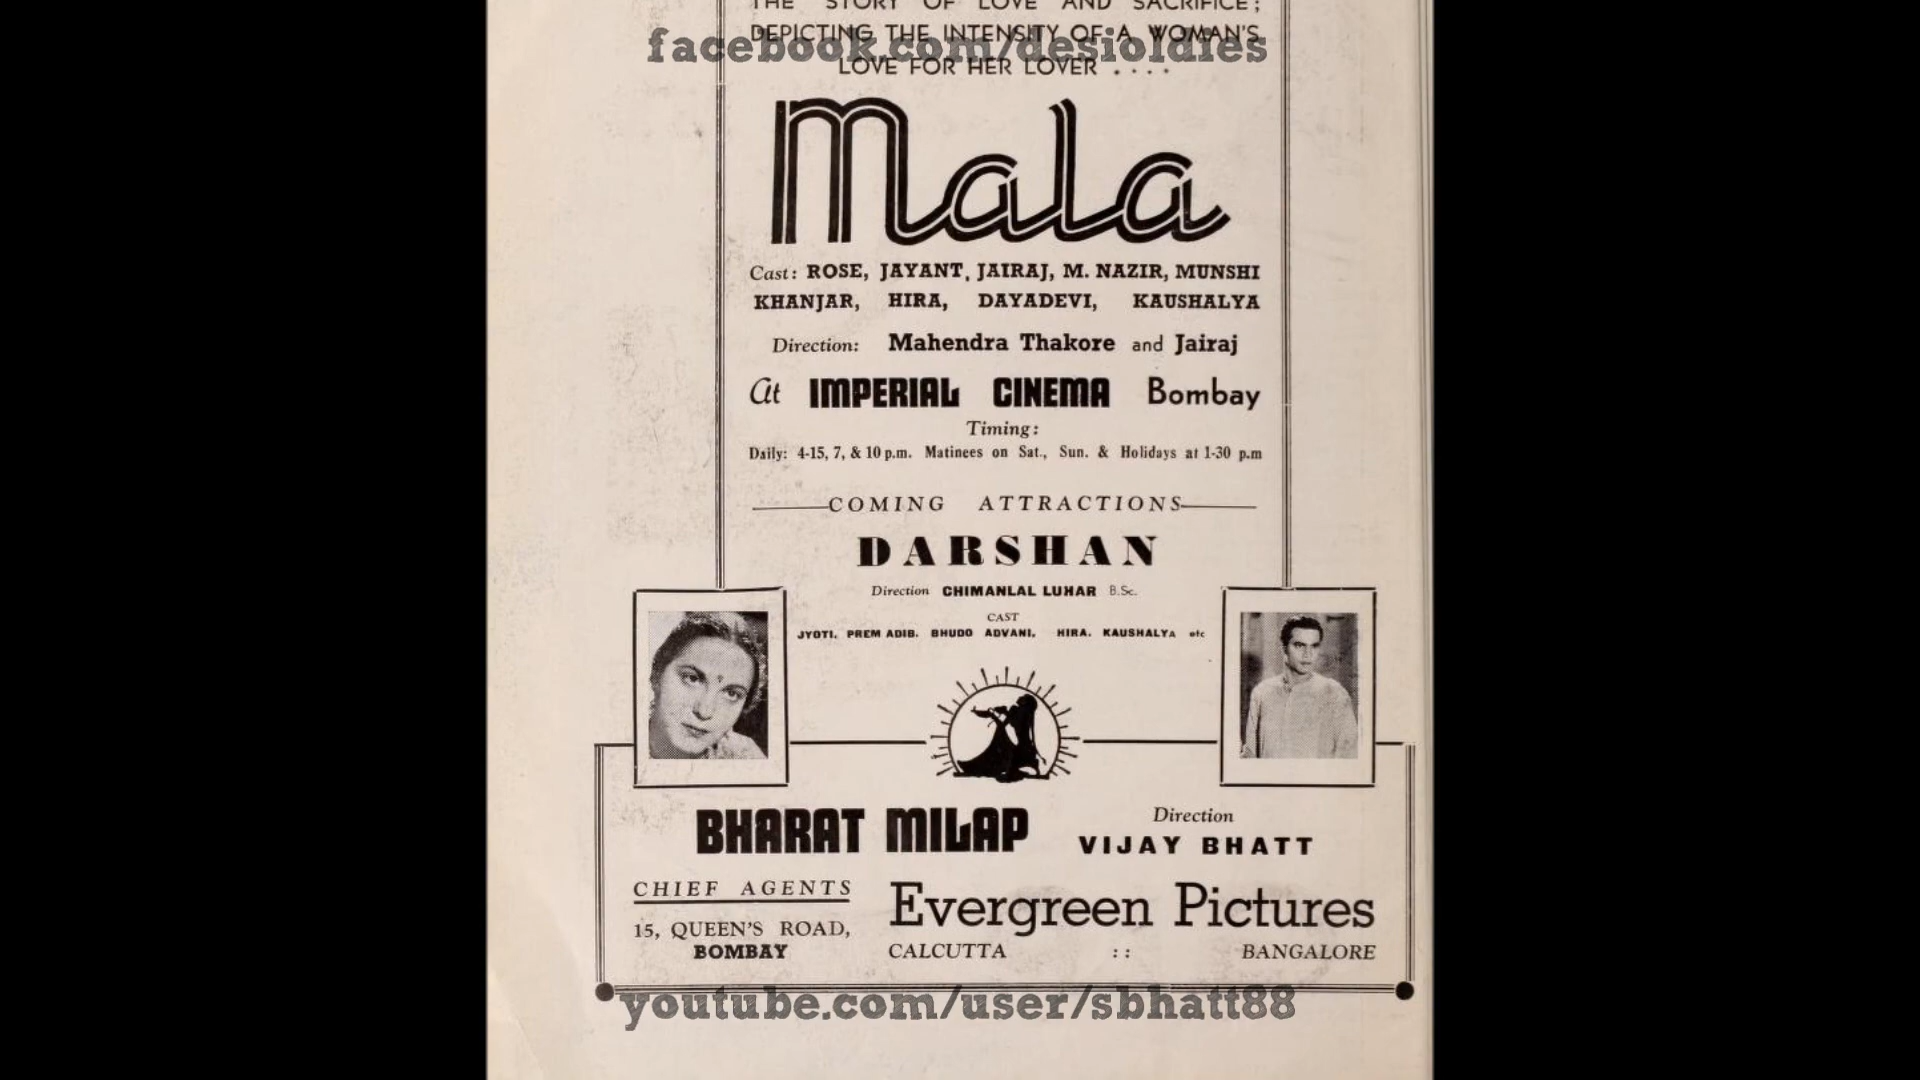 THE STORY OF LOVE AND SACRIFICE;
DEPICTING THE INTENSITY OF A WOMAN'S
facebook.com/desioldies
LOVE FOR HER LOVER . . . .
Mala
Cast: ROSE, JAYANT, JAIRAJ, M. NAZIR, MUNSHI
KHANJAR, HIRA, DAYADEVI, KAUSHALYA
Direction: Mahendra Thakore and Jairaj
At IMPERIAL CINEMA Bombay
Timing:
Daily: 4-15, 7, & 10 p.m. Matinees on Sat., Sun. & Holidays at 1-30 p.m
COMING ATTRACTIONS
DARSHAN
Direction CHIMANLAL LUHAR B.Sc.
CAST
JYOTI, PREM ADIB, BHUDO ADVANI, HIRA, KAUSHALYA etc
BHARAT MILAP
Direction
VIJAY BHATT
CHIEF AGENTS
15, QUEEN'S ROAD,
BOMBAY
Evergreen Pictures
CALCUTTA :: BANGALORE
youtube.com/user/sbhatt88